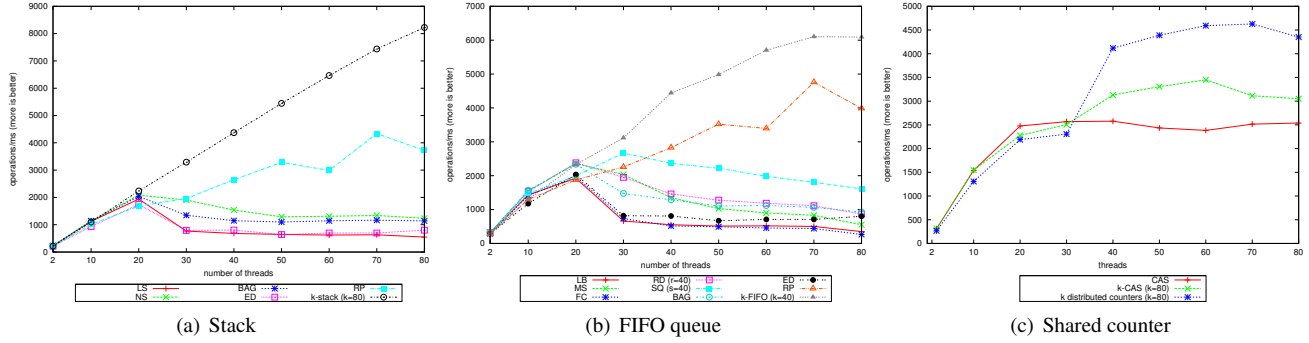 operations/ms (more is better)
9000
8000
7000
6000
5000
4000
3000
2000
1000
0
2 10 20 30 40 50 60 70 80
number of threads
LS BAG RP
NS ED k-stack (k=80)
(a) Stack
operations/ms (more is better)
7000
6000
5000
4000
3000
2000
1000
0
2 10 20 30 40 50 60 70 80
number of threads
LB RD (r=40) ED
MS SQ (s=40) RP
FC BAG k-FIFO (k=40)
(b) FIFO queue
operations/ms (more is better)
5000
4500
4000
3500
3000
2500
2000
1500
1000
500
0
2 10 20 30 40 50 60 70 80
threads
CAS
k-CAS (k=80)
k distributed counters (k=80)
(c) Shared counter